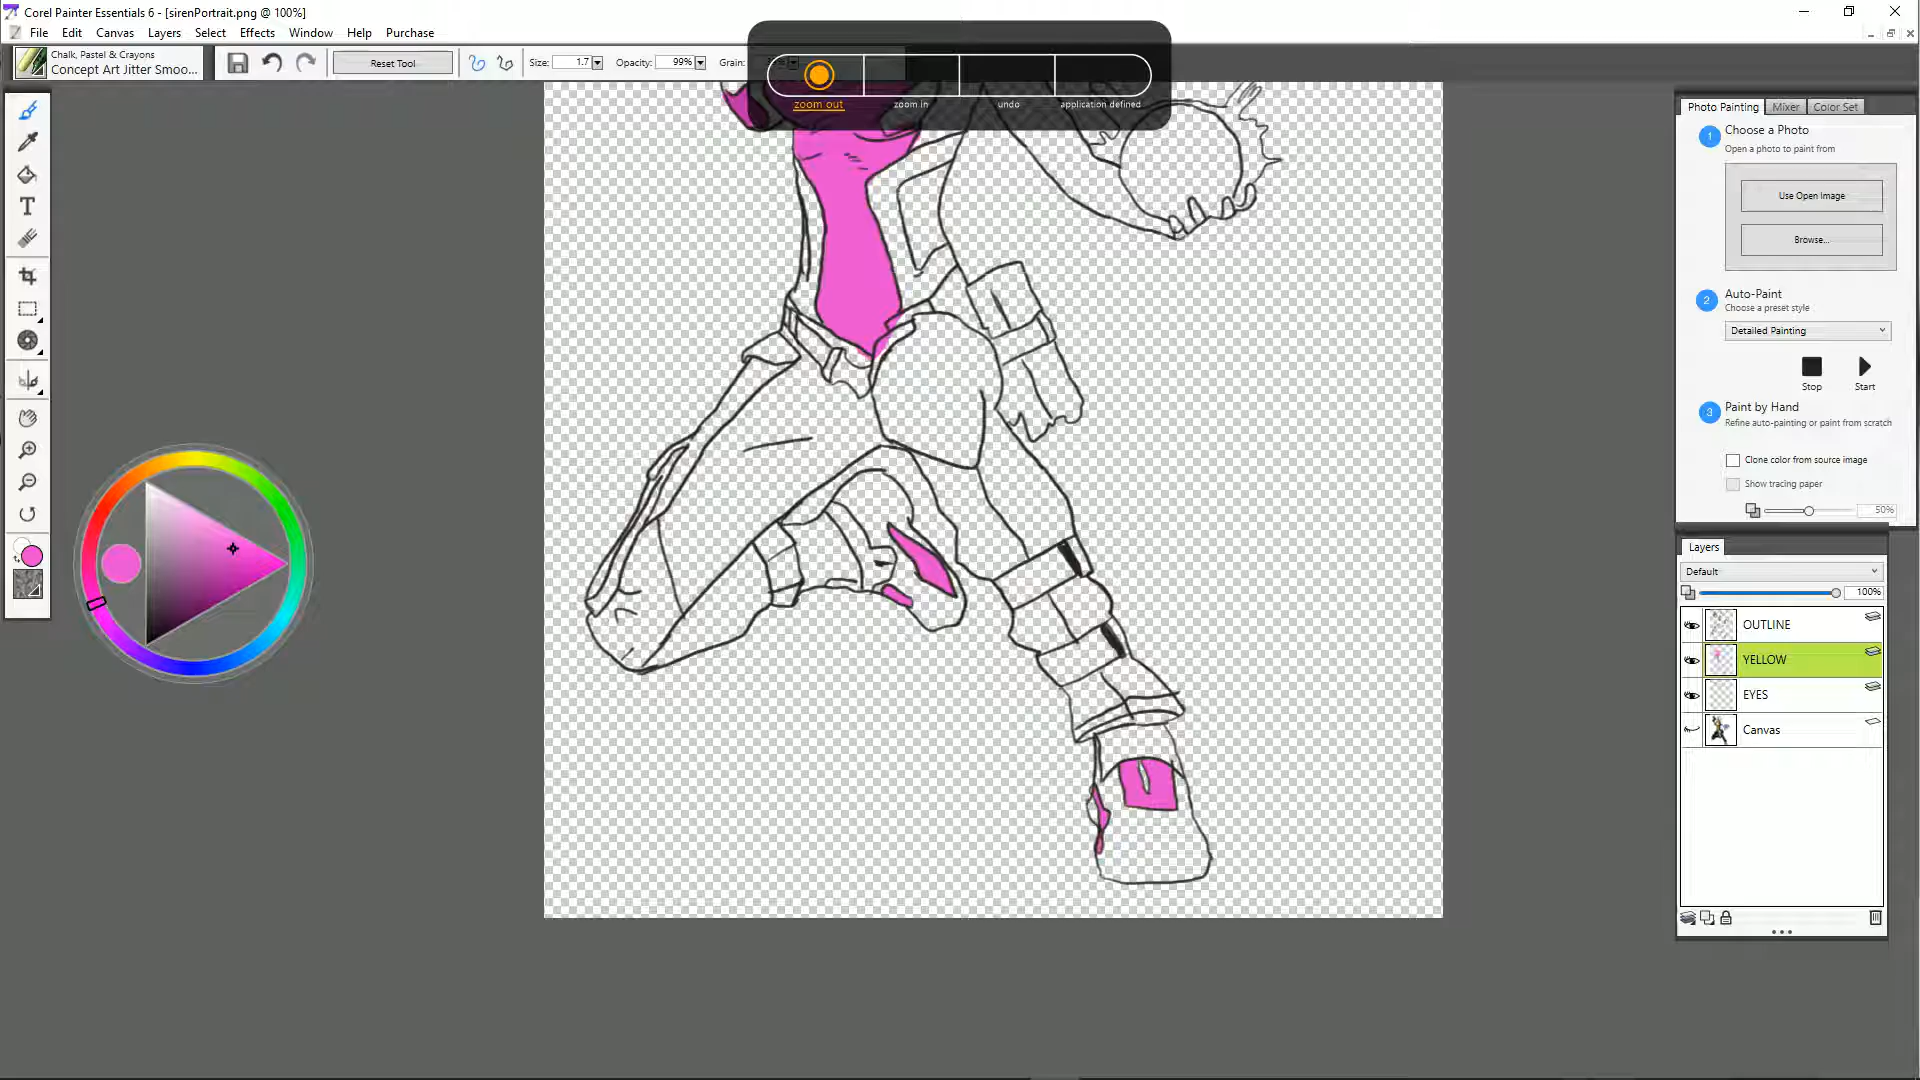 Corel Painter Essentials 6 - [sirenPortrait.png @ 100%]
File Edit Canvas Layers Select Effects Window Help Purchase
Chalk, Pastel & Crayons
Concept Art Jitter Smoo...
Reset Tool
Size: 1.7
Opacity: 99%
Grain:
zoom out
zoom in
undo
application defined
Photo Painting Mixer Color Set
1 Choose a Photo
Open a photo to paint from
Use Open Image
Browse...
2 Auto-Paint
Choose a preset style
Detailed Painting
Stop Start
3 Paint by Hand
Refine auto-painting or paint from scratch
Clone color from source image
Show tracing paper
50%
Layers
Default
100%
OUTLINE
YELLOW
EYES
Canvas